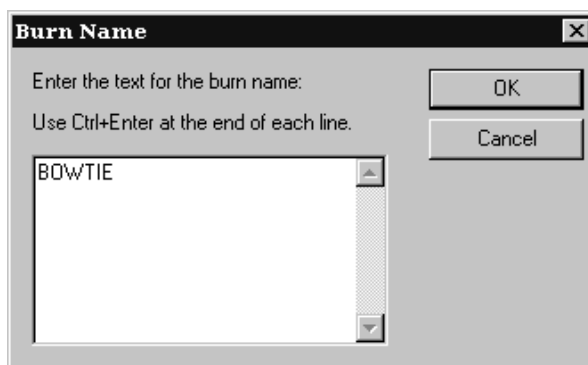 Burn Name
Enter the text for the burn name:
OK
Use Ctrl+Enter at the end of each line.
Cancel
BOWTIE